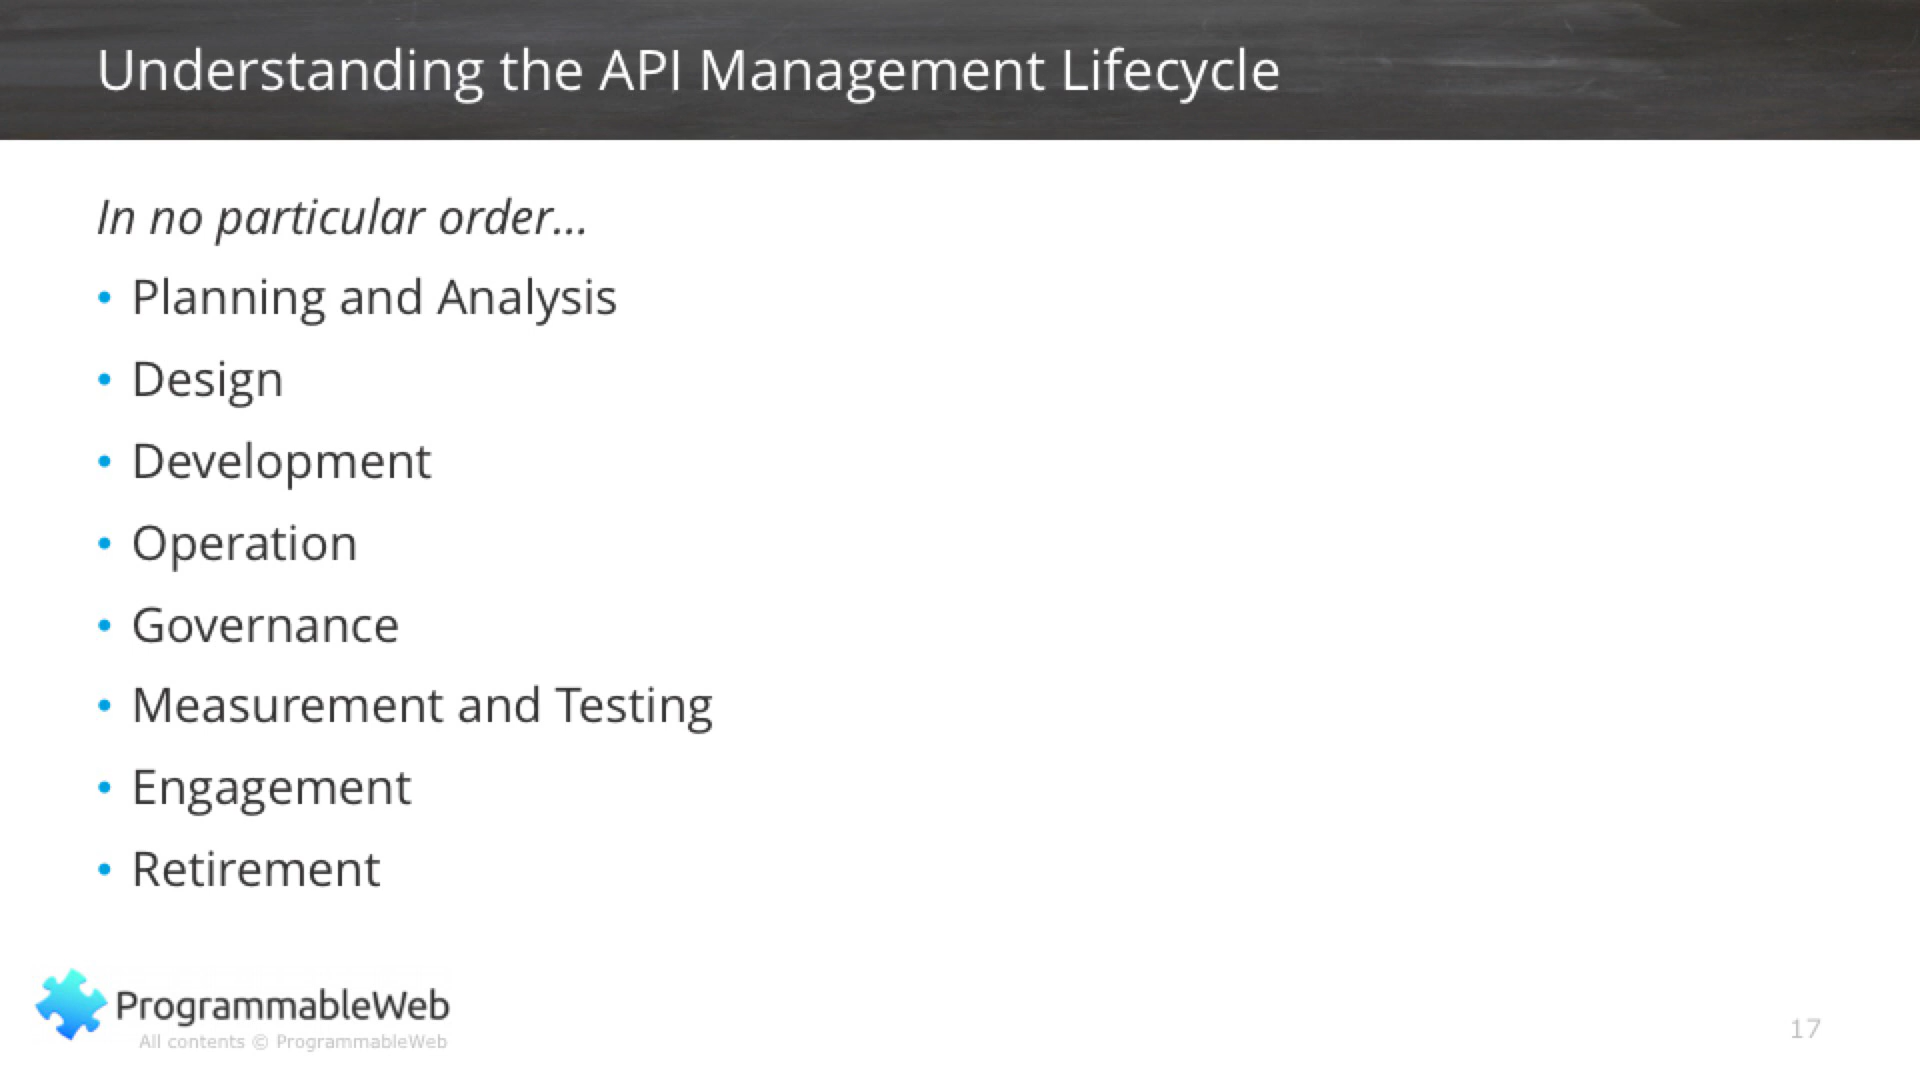 Understanding the API Management Lifecycle
In no particular order...
• Planning and Analysis
• Design
• Development
• Operation
• Governance
• Measurement and Testing
• Engagement
• Retirement
ProgrammableWeb
All contents © ProgrammableWeb
17